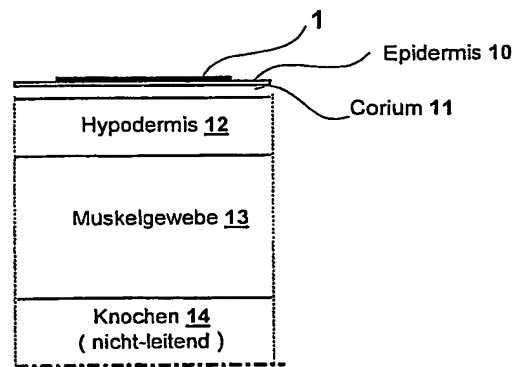 1
Epidermis 10
Corium 11
Hypodermis 12
Muskelgewebe 13
Knochen 14
( nicht-leitend )